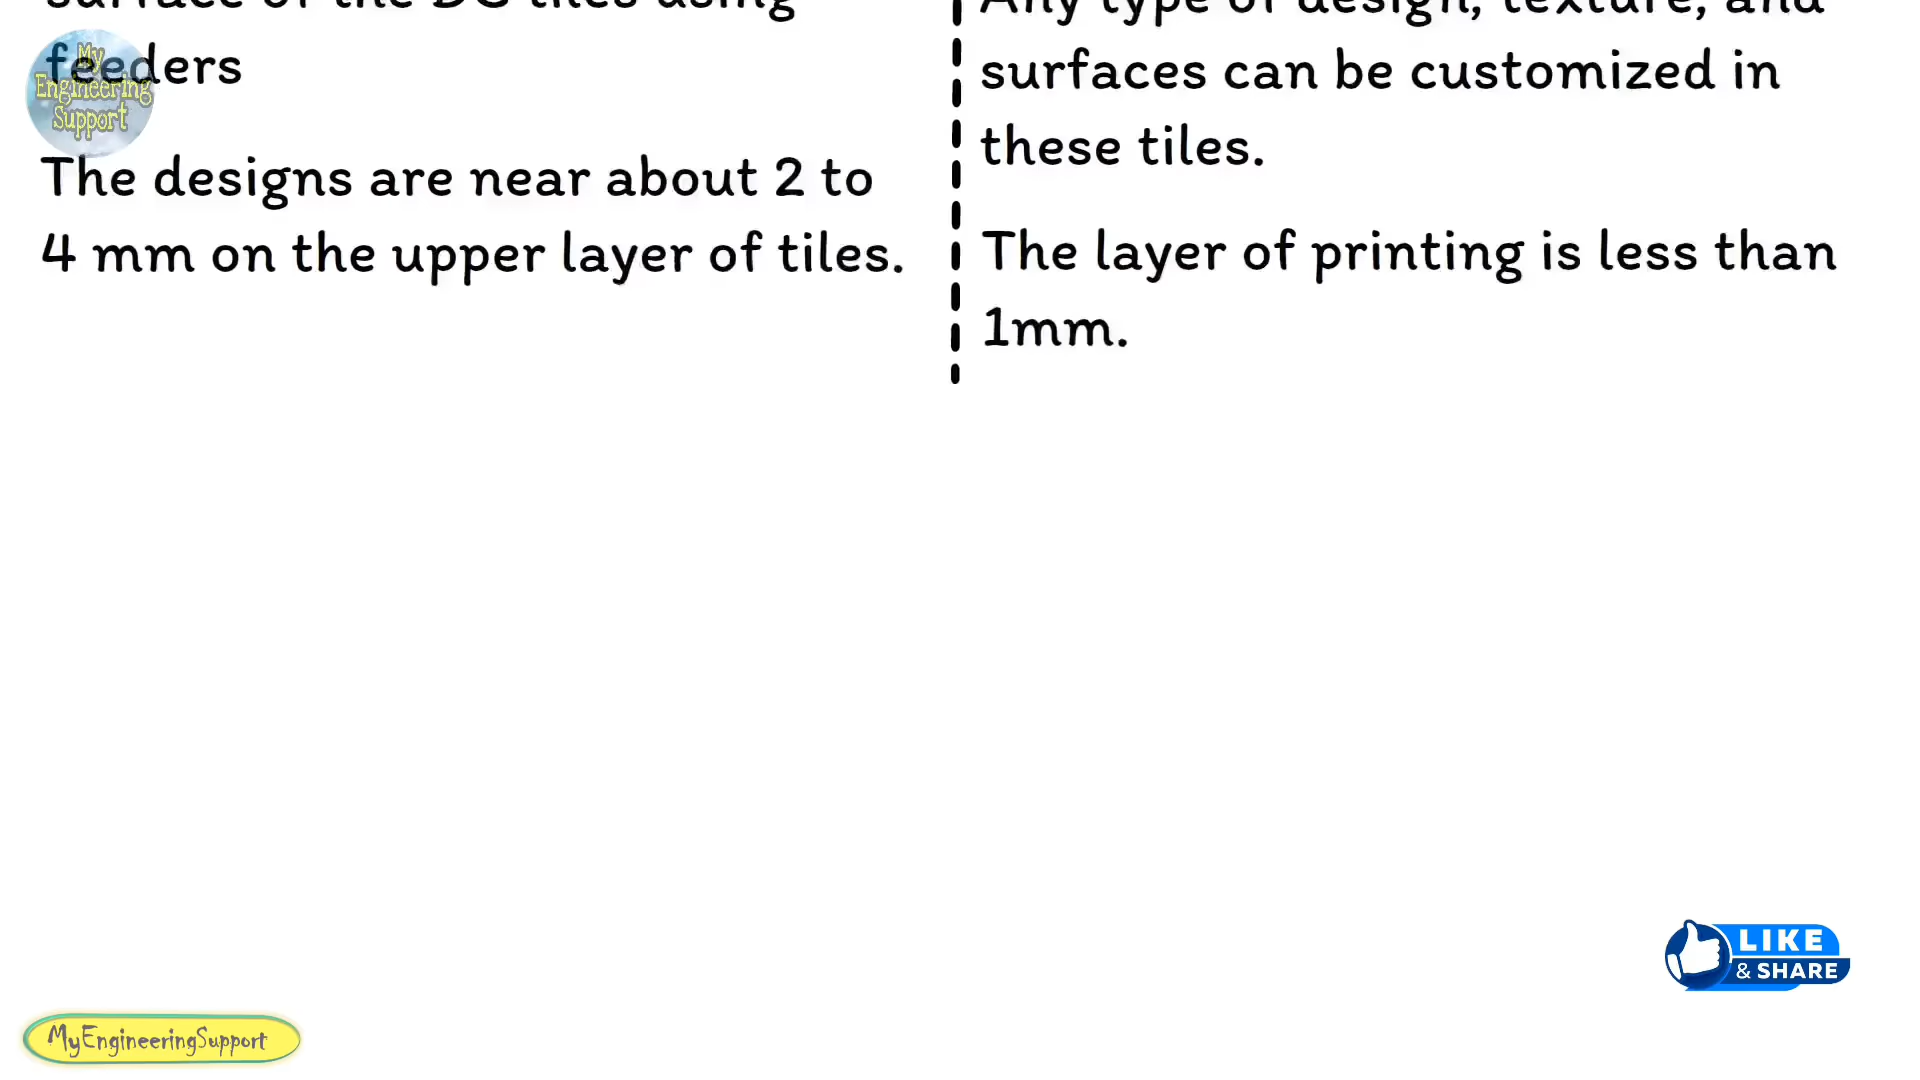 surface of the DC tiles using
feeders
The designs are near about 2 to
4 mm on the upper layer of tiles.
Any type of design, texture, and
surfaces can be customized in
these tiles.
The layer of printing is less than
1mm.
My
Engineering
Support
LIKE
& SHARE
MyEngineeringSupport